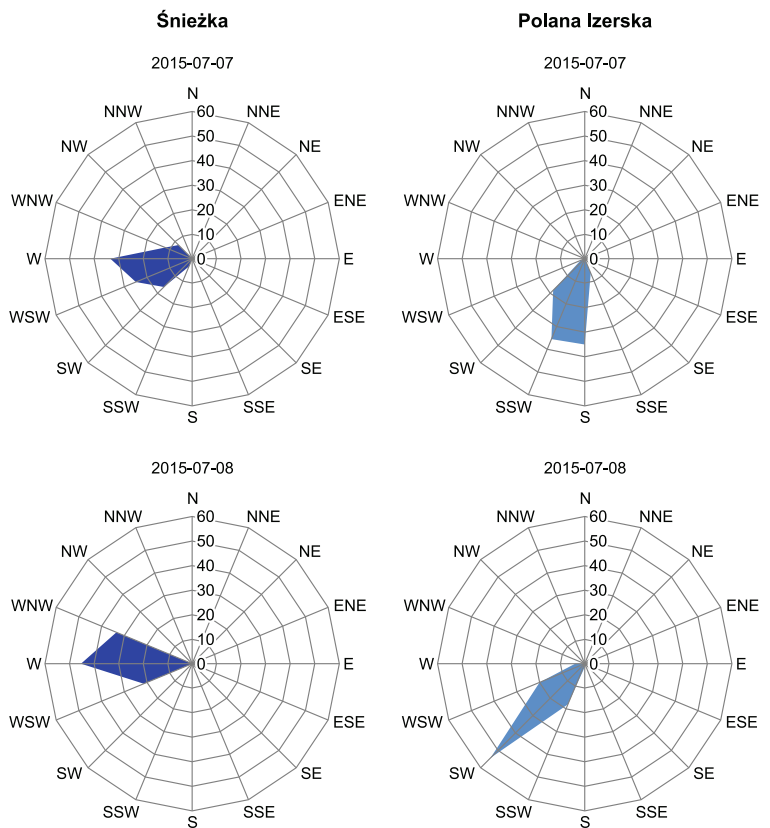 Śnieżka
Polana Izerska
2015-07-07
N
NNW
60
NNE
50
NW
NE
40
30
WNW
20
ENE
10
W
0
E
WSW
ESE
SW
SE
SSW
SSE
S
2015-07-07
N
NNW
60
NNE
50
NW
NE
40
30
WNW
20
ENE
10
W
0
E
WSW
ESE
SW
SE
SSW
SSE
S
2015-07-08
N
NNW
60
NNE
50
NW
NE
40
30
WNW
20
ENE
10
W
0
E
WSW
ESE
SW
SE
SSW
SSE
S
2015-07-08
N
NNW
60
NNE
50
NW
NE
40
30
WNW
20
ENE
10
W
0
E
WSW
ESE
SW
SE
SSW
SSE
S